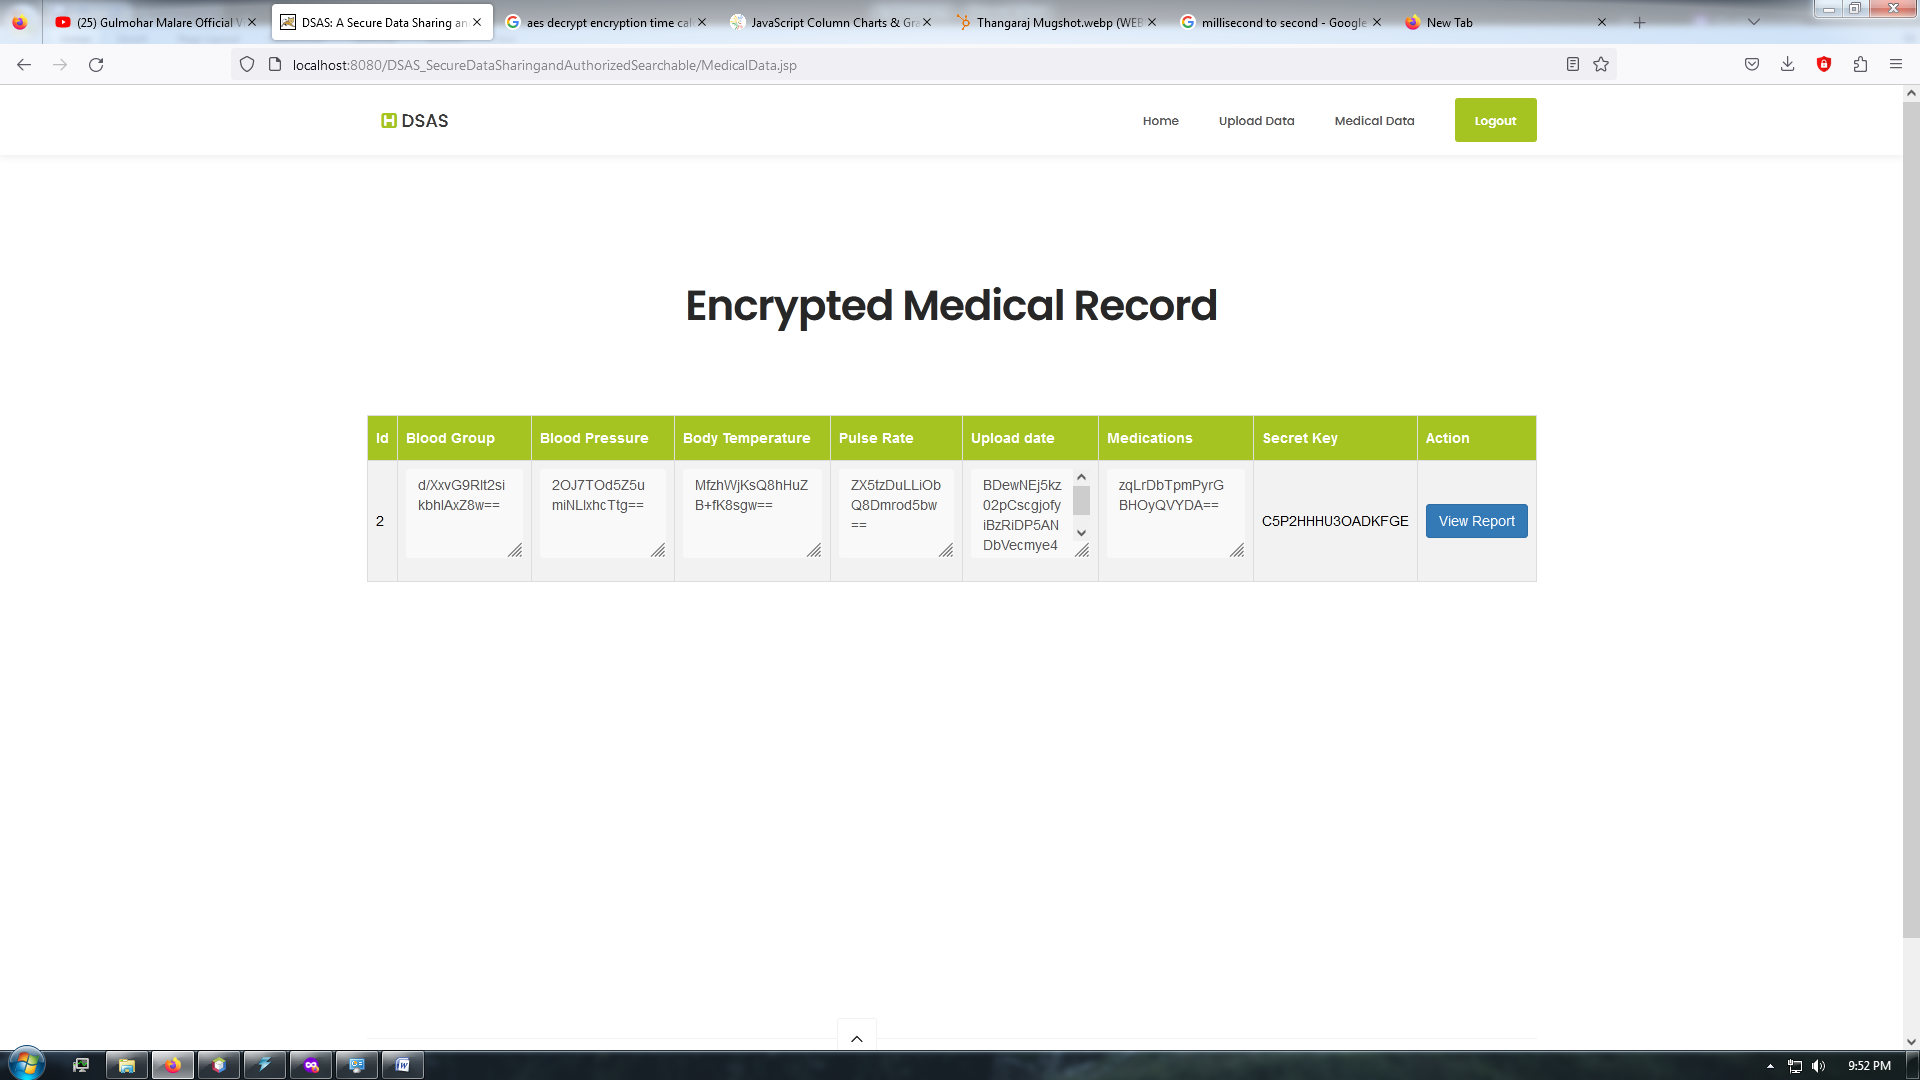 (25) Gulmohar Malare Official V
DSAS: A Secure Data Sharing an
aes decrypt encryption time cal
JavaScript Column Charts & Gra
Thangaraj Mugshot.webp (WEB
millisecond to second - Google
New Tab
localhost:8080/DSAS_SecureDataSharingandAuthorizedSearchable/MedicalData.jsp
H DSAS
Home
Upload Data
Medical Data
Logout
Encrypted Medical Record
Id Blood Group Blood Pressure Body Temperature Pulse Rate Upload date Medications Secret Key Action
2
d/XxvG9RIt2si
kbhlAxZ8w==
2OJ7TOd5Z5u
miNLlxhcTtg==
MfzhWjKsQ8hHuZ
B+fK8sgw==
ZX5tzDuLLiOb
Q8Dmrod5bw
==
BDewNEj5kz
02pCscgjofy
iBzRiDP5AN
DbVecmye4
zqLrDbTpmPyrG
BHOyQVYDA==
C5P2HHHU3OADKFGE
View Report
9:52 PM